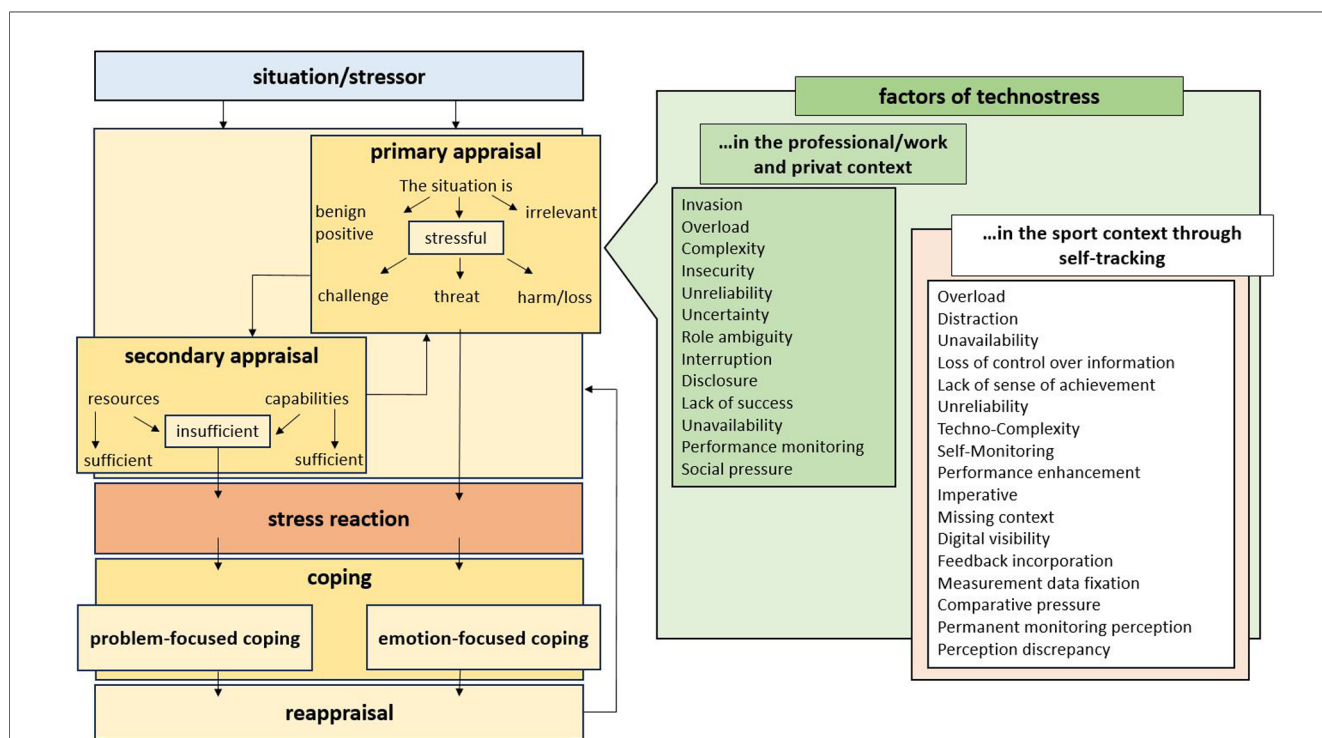 situation/stressor
primary appraisal
The situation is
benign
positive
irrelevant
stressful
challenge
threat
harm/loss
secondary appraisal
resources
capabilities
insufficient
sufficient
sufficient
stress reaction
coping
problem-focused coping
emotion-focused coping
reappraisal
factors of technostress
...in the professional/work
and privat context
Invasion
Overload
Complexity
Insecurity
Unreliability
Uncertainty
Role ambiguity
Interruption
Disclosure
Lack of success
Unavailability
Performance monitoring
Social pressure
...in the sport context through
self-tracking
Overload
Distraction
Unavailability
Loss of control over information
Lack of sense of achievement
Unreliability
Techno-Complexity
Self-Monitoring
Performance enhancement
Imperative
Missing context
Digital visibility
Feedback incorporation
Measurement data fixation
Comparative pressure
Permanent monitoring perception
Perception discrepancy